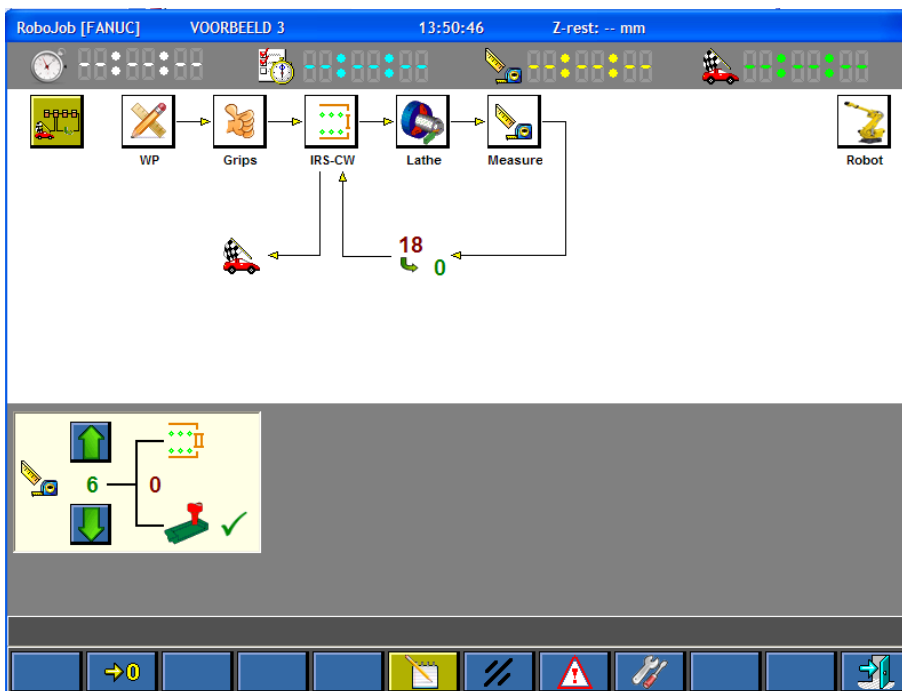 RoboJob [FANUC] VOORBEELD 3 13:50:46 Z-rest: -- mm
--:--:-- --:--:-- --:--:-- --:--:--
WP Grips IRS-CW Lathe Measure Robot
18
0
6 0
II
→0